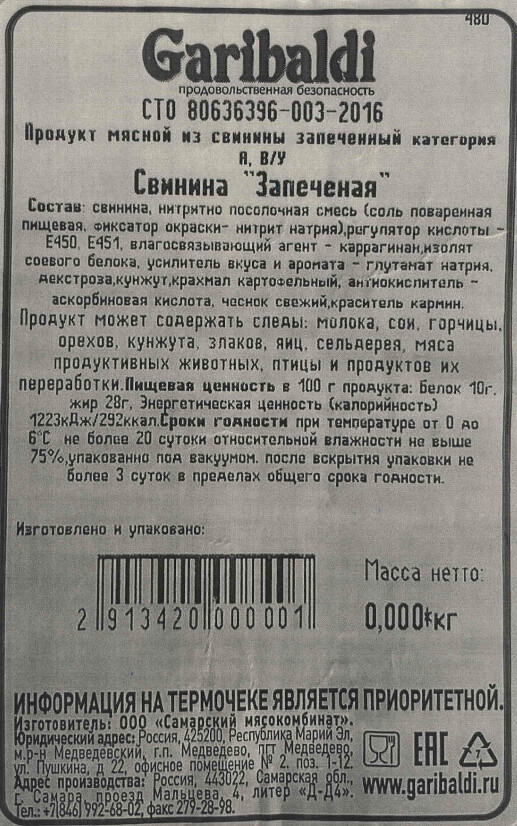 480
Garibaldi
продовольственная безопасность
СТО 80636396-003-2016
Продукт мясной из свинины запеченный категория
А, В/У
Свинина "Запеченая"
Состав: свинина, нитритно посолочная смесь (соль поваренная
пищевая, фиксатор окраски- нитрит натрия),регулятор кислоты -
Е450, Е451, влагосвязывающий агент - каррагинан,изолят
соевого белока, усилитель вкуса и аромата - глутамат натрия,
декстроза,кунжут,крахмал картофельный, антиокислитель -
аскорбиновая кислота, чеснок свежий,краситель кармин.
Продукт может содержать следы: молока, сои, горчицы,
орехов, кунжута, злаков, яиц, сельдерея, мяса
продуктивных животных, птицы и продуктов их
переработки.Пищевая ценность в 100 г продукта: Белок 10г,
жир 28г, Энергетическая ценность (калорийность)
1223кДж/292ккал.Сроки годности при температуре от 0 до
6°С не более 20 сутоки относительной влажности не выше
75%,упакованно под вакуумом. после вскрытия упаковки не
более 3 суток в пределах общего срока годности.
Изготовлено и упаковано:
Масса нетто:
2 913420 000001
0,000*кг
ИНФОРМАЦИЯ НА ТЕРМОЧЕКЕ ЯВЛЯЕТСЯ ПРИОРИТЕТНОЙ.
Изготовитель: ООО «Самарский мясокомбинат».
Юридический адрес: Россия, 425200, Республика Марий Эл,
м.р-н Медведевский, г.п. Медведево, пгт Медведево,
ул. Пушкина, д 22, офисное помещение № 2. поз. 1-12.
Адрес производства: Россия, 443022, Самарская обл.,
г. Самара, проезд Мальцева, 4, литер «Д-Д4».
Тел.: +7(846) 992-68-02, факс 279-28-98.
EAC
www.garibaldi.ru